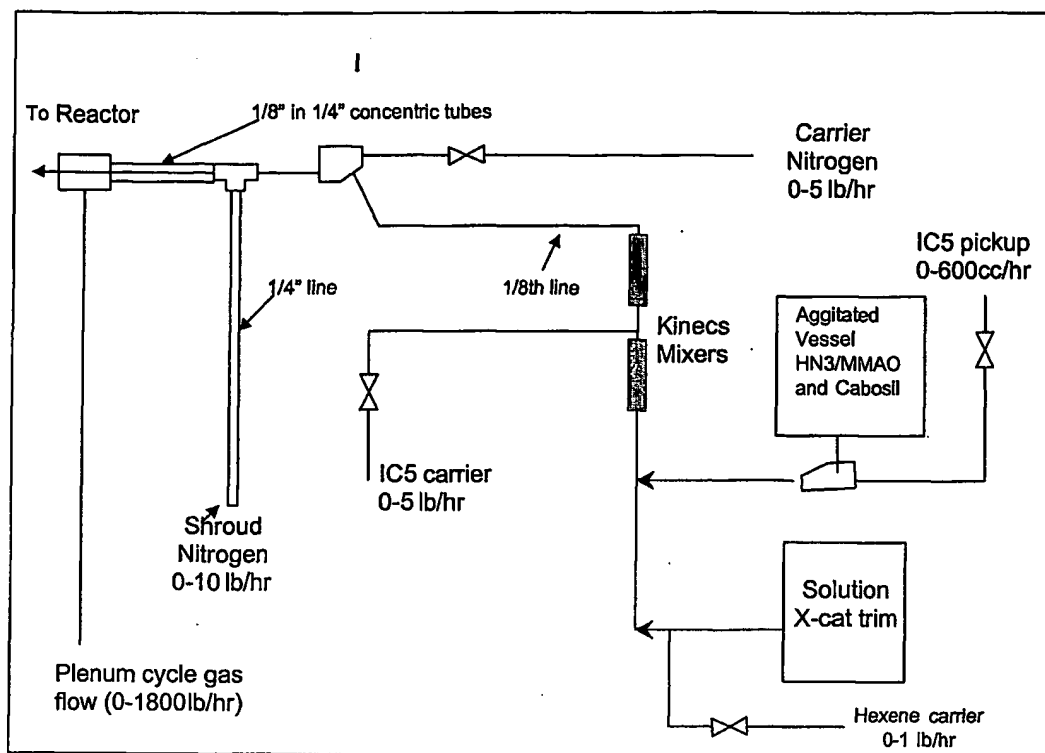 I
To Reactor
1/8" in 1/4" concentric tubes
Carrier
Nitrogen
0-5 lb/hr
IC5 pickup
0-600cc/hr
1/4" line
1/8th line
Kinecs
Mixers
Aggitated
Vessel
HN3/MMAO
and Cabosil
IC5 carrier
0-5 lb/hr
Shroud
Nitrogen
0-10 lb/hr
Solution
X-cat trim
Plenum cycle gas
flow (0-1800lb/hr)
Hexene carrier
0-1 lb/hr